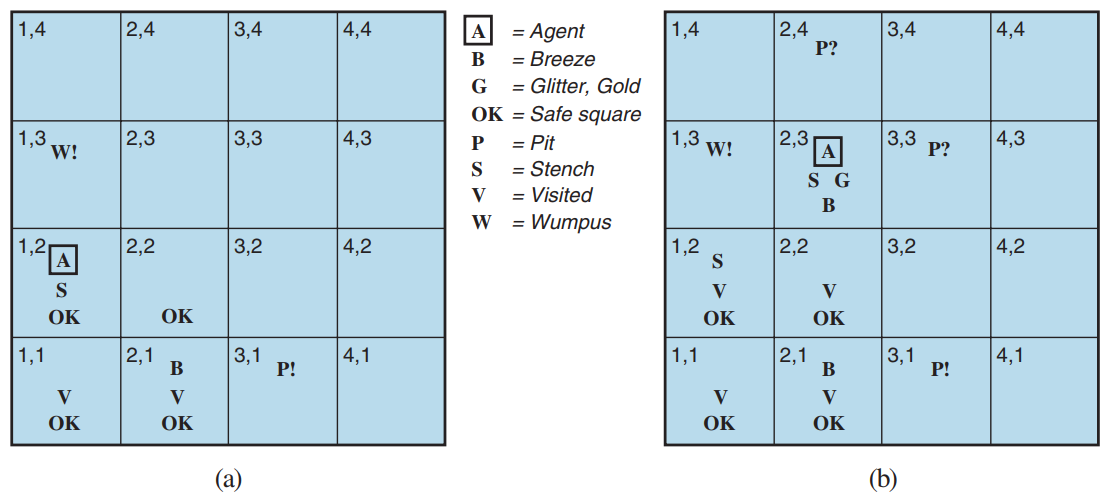 1,4 2,4 3,4 4,4
1,3 W! 2,3 3,3 4,3
1,2 A 2,2 3,2 4,2
S
OK OK
1,1 2,1 B 3,1 P! 4,1
V V
OK OK
(a)
A = Agent
B = Breeze
G = Glitter, Gold
OK = Safe square
P = Pit
S = Stench
V = Visited
W = Wumpus
1,4 2,4 P? 3,4 4,4
1,3 W! 2,3 A 3,3 P? 4,3
S G
B
1,2 S 2,2 3,2 4,2
V V
OK OK
1,1 2,1 B 3,1 P! 4,1
V V
OK OK
(b)